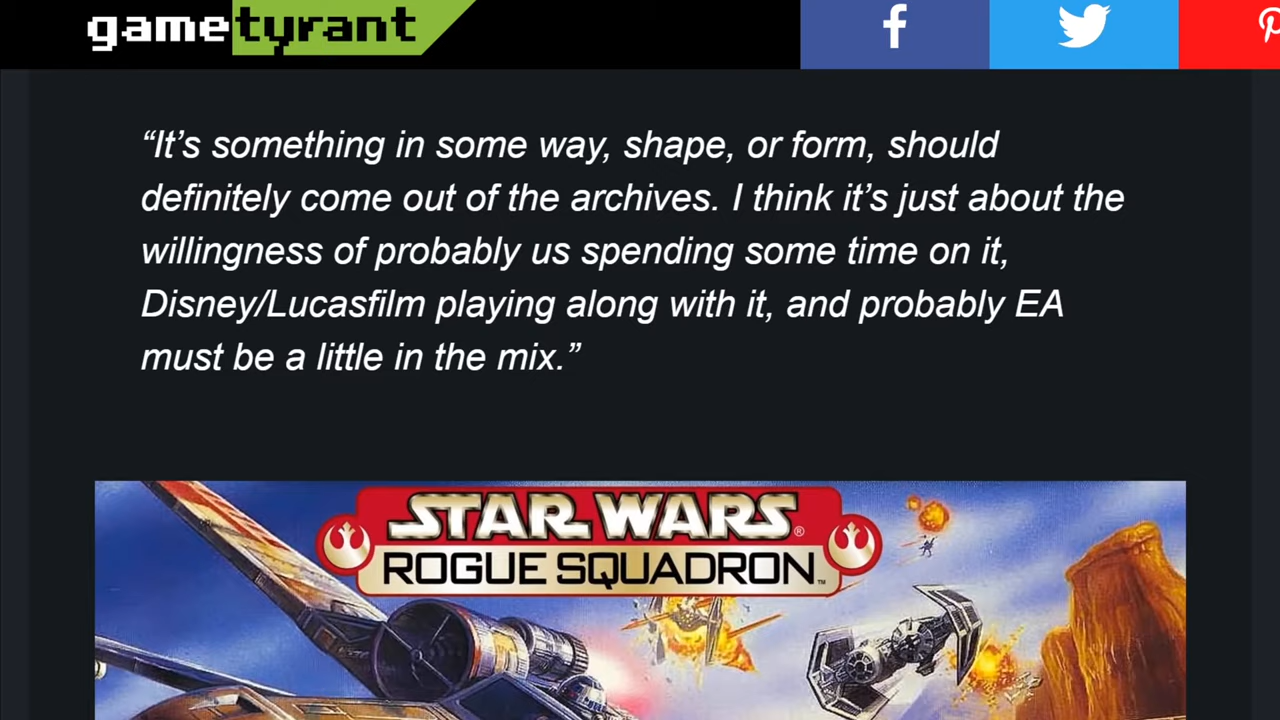 gametyrant
“It’s something in some way, shape, or form, should
definitely come out of the archives. I think it’s just about the
willingness of probably us spending some time on it,
Disney/Lucasfilm playing along with it, and probably EA
must be a little in the mix.”
STAR WARS®
ROGUE SQUADRON™